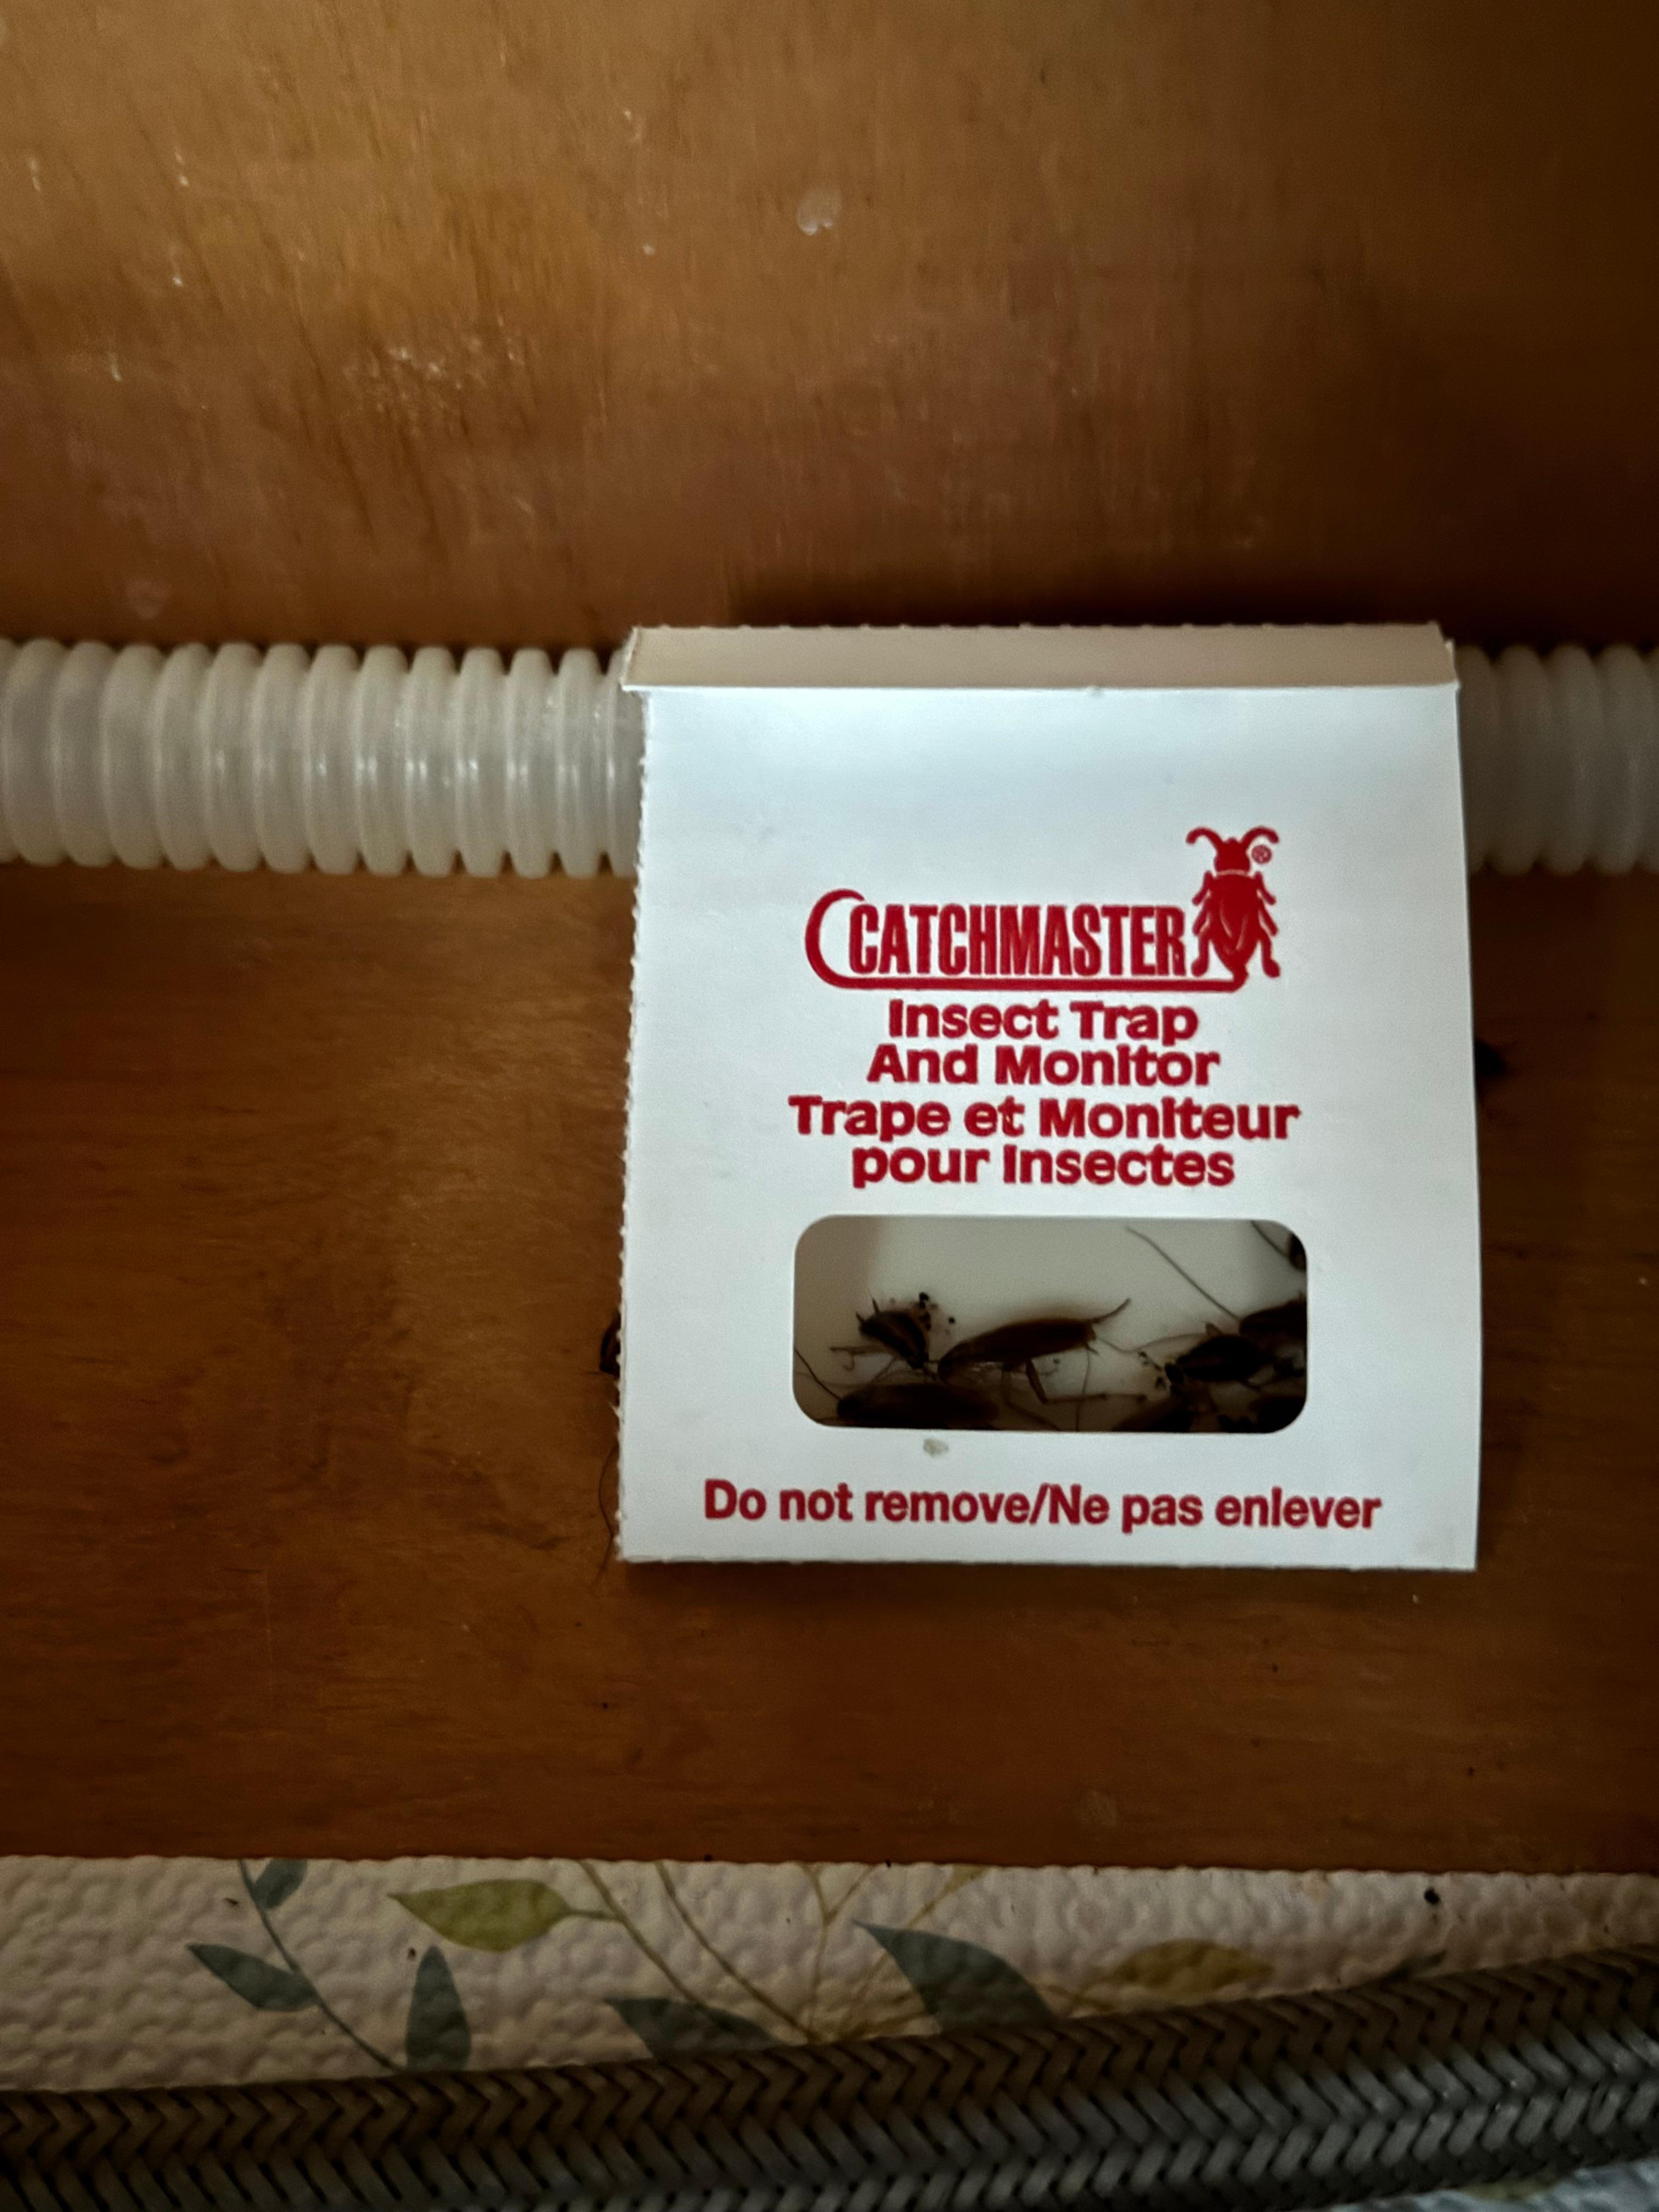 CATCHMASTER®
Insect Trap
And Monitor
Trape et Moniteur
pour Insectes
Do not remove/Ne pas enlever